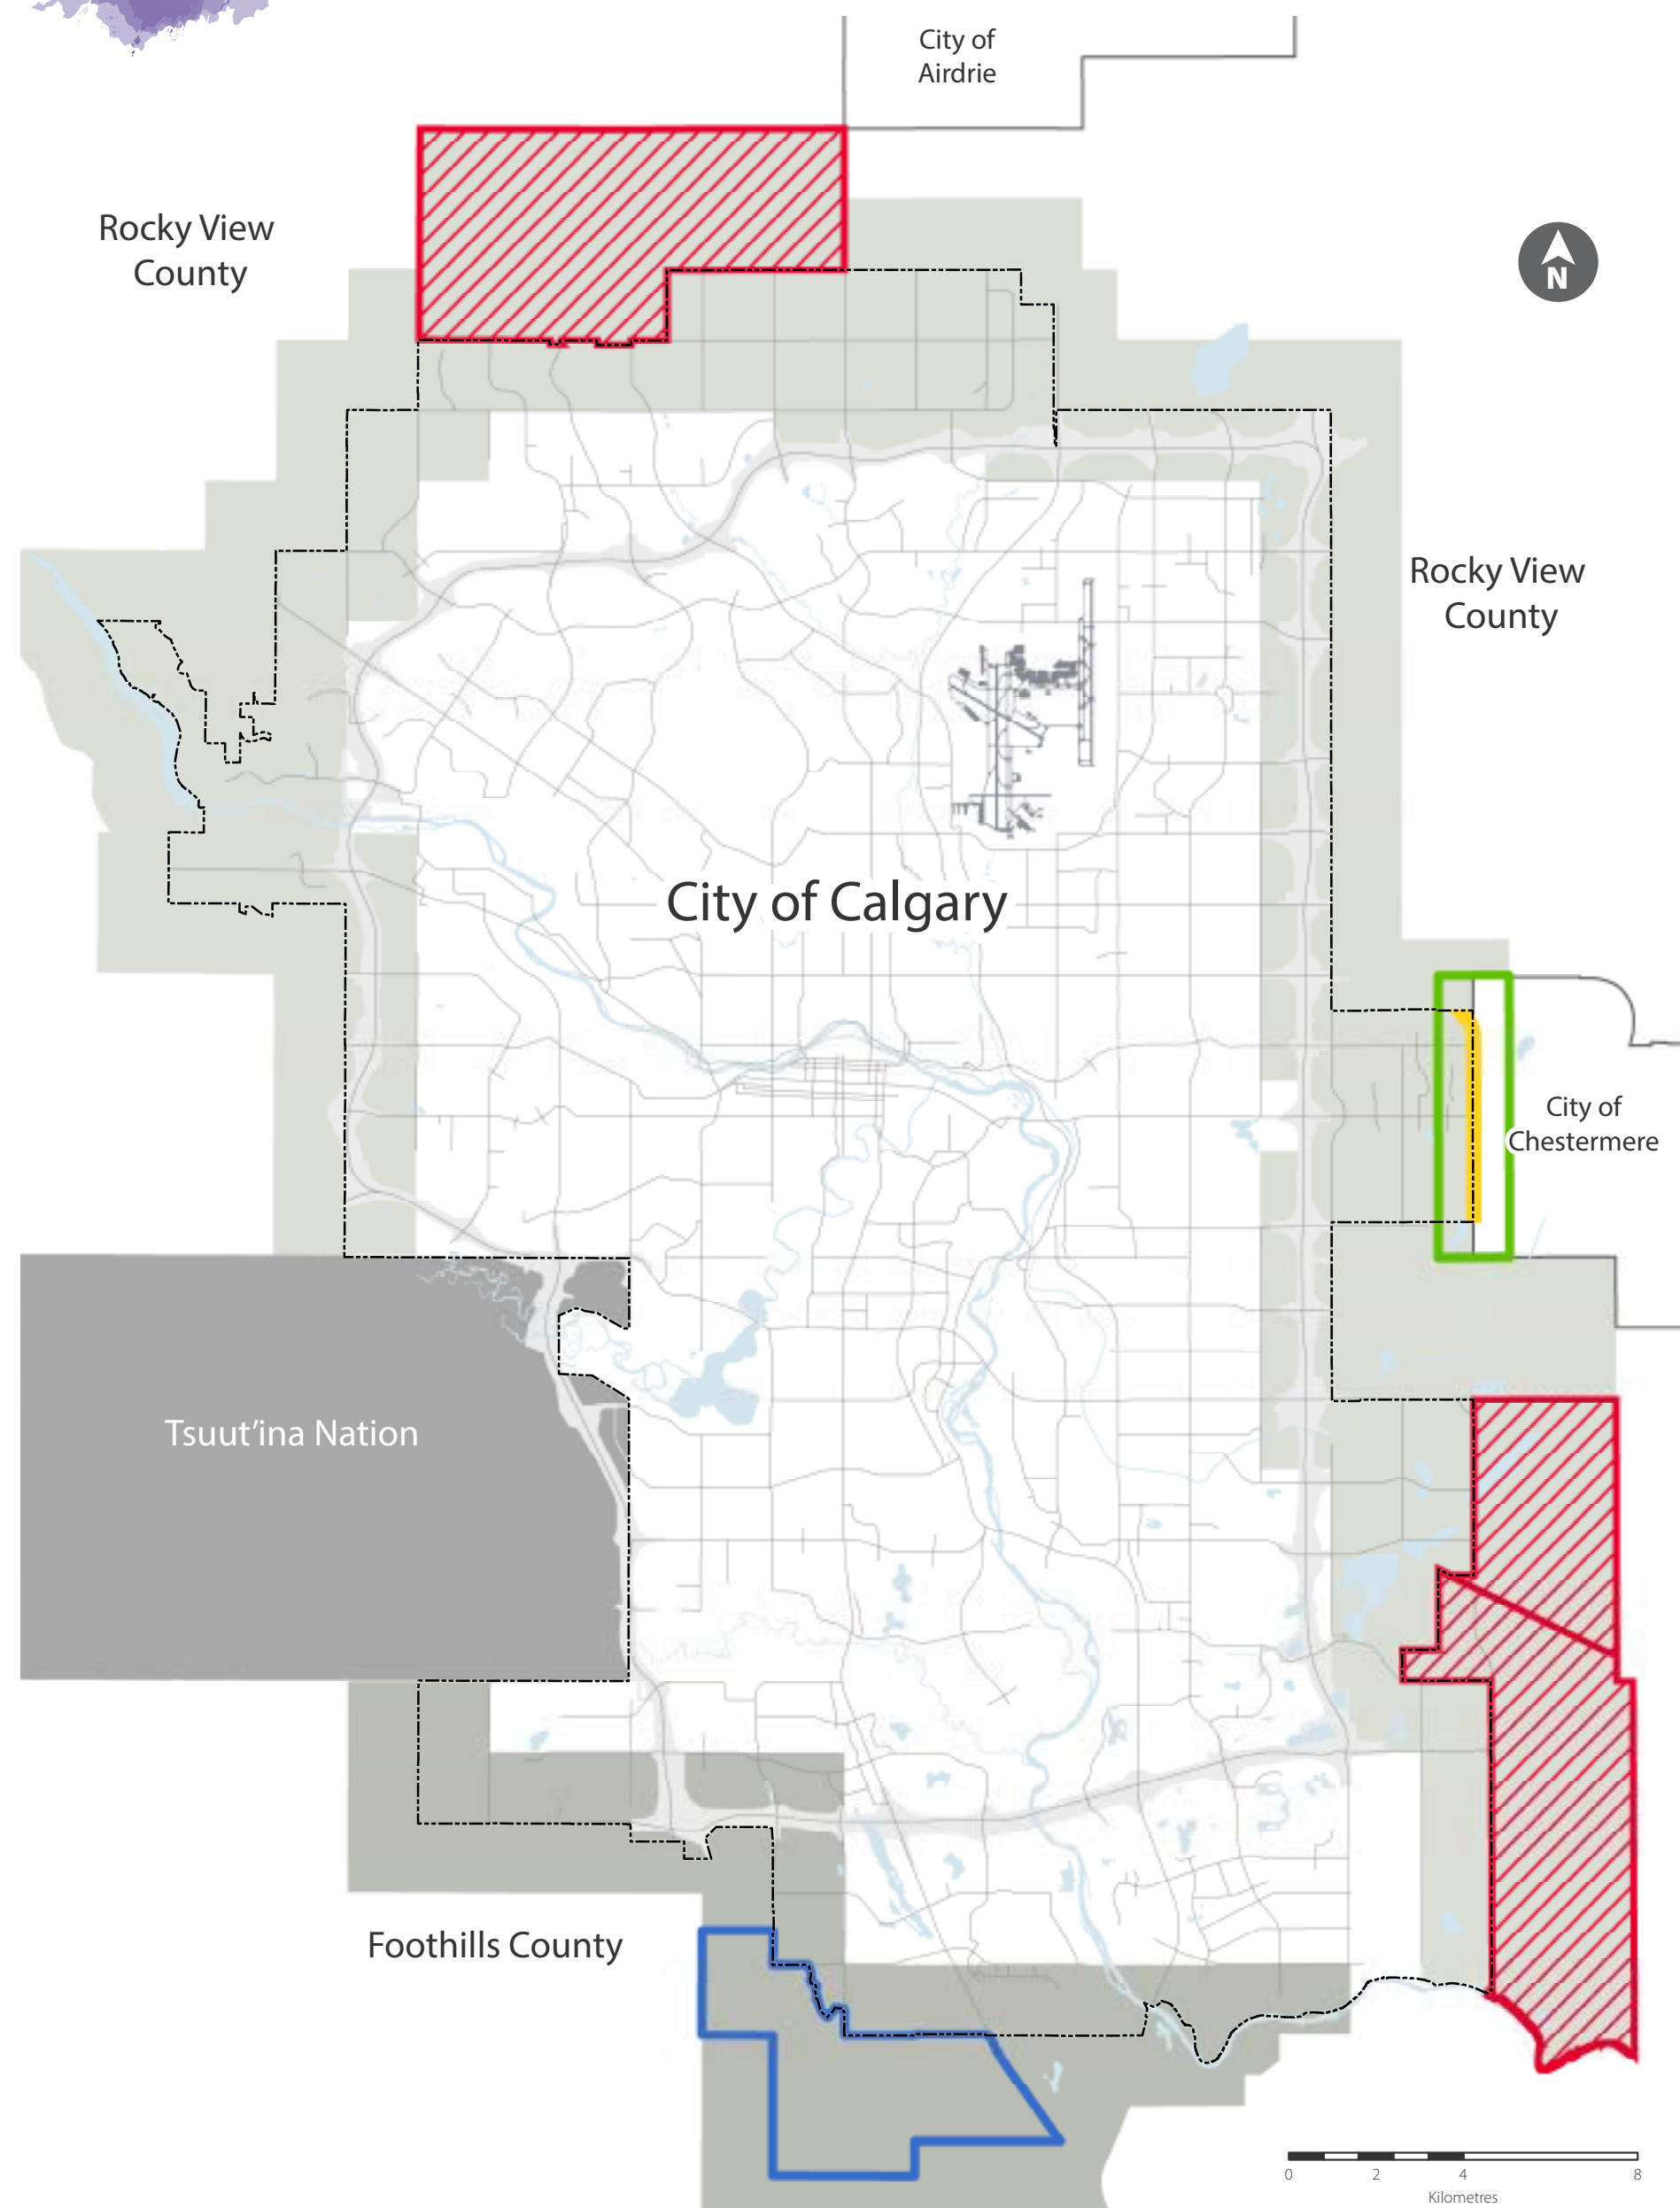 City of
Airdrie
Rocky View
County
N
Rocky View
County
City of Calgary
City of
Chestermere
Tsuut'ina Nation
Foothills County
0 2 4 8
Kilometres